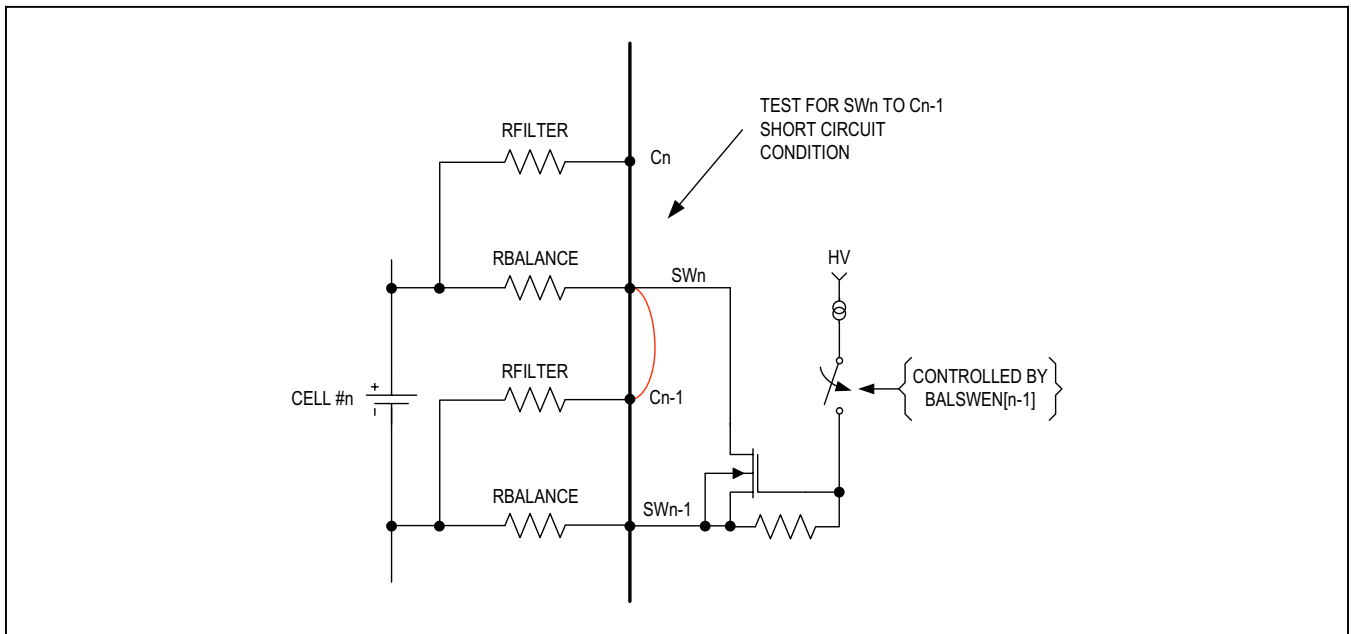 TEST FOR SWn TO Cn-1
SHORT CIRCUIT
CONDITION
RFILTER
Cn
RBALANCE
SWn
HV
RFILTER
CELL #n
+
-
Cn-1
CONTROLLED BY
BALSWEN[n-1]
RBALANCE
SWn-1